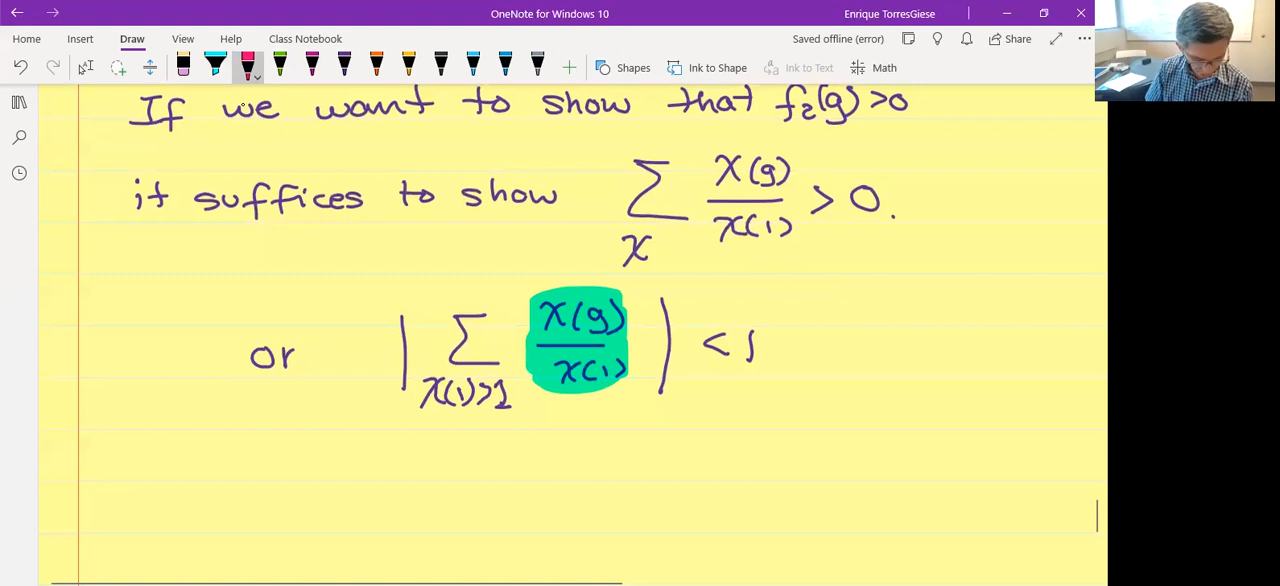 OneNote for Windows 10
Enrique TorresGiese
Home Insert Draw View Help Class Notebook
Saved offline (error)
Share
Shapes
Ink to Shape
Ink to Text
Math
If we want to show that f₂(g)>0
it suffices to show ∑_χ χ(g)/χ(1) > 0.
or | ∑_{χ(1)>1} χ(g)/χ(1) | < 1